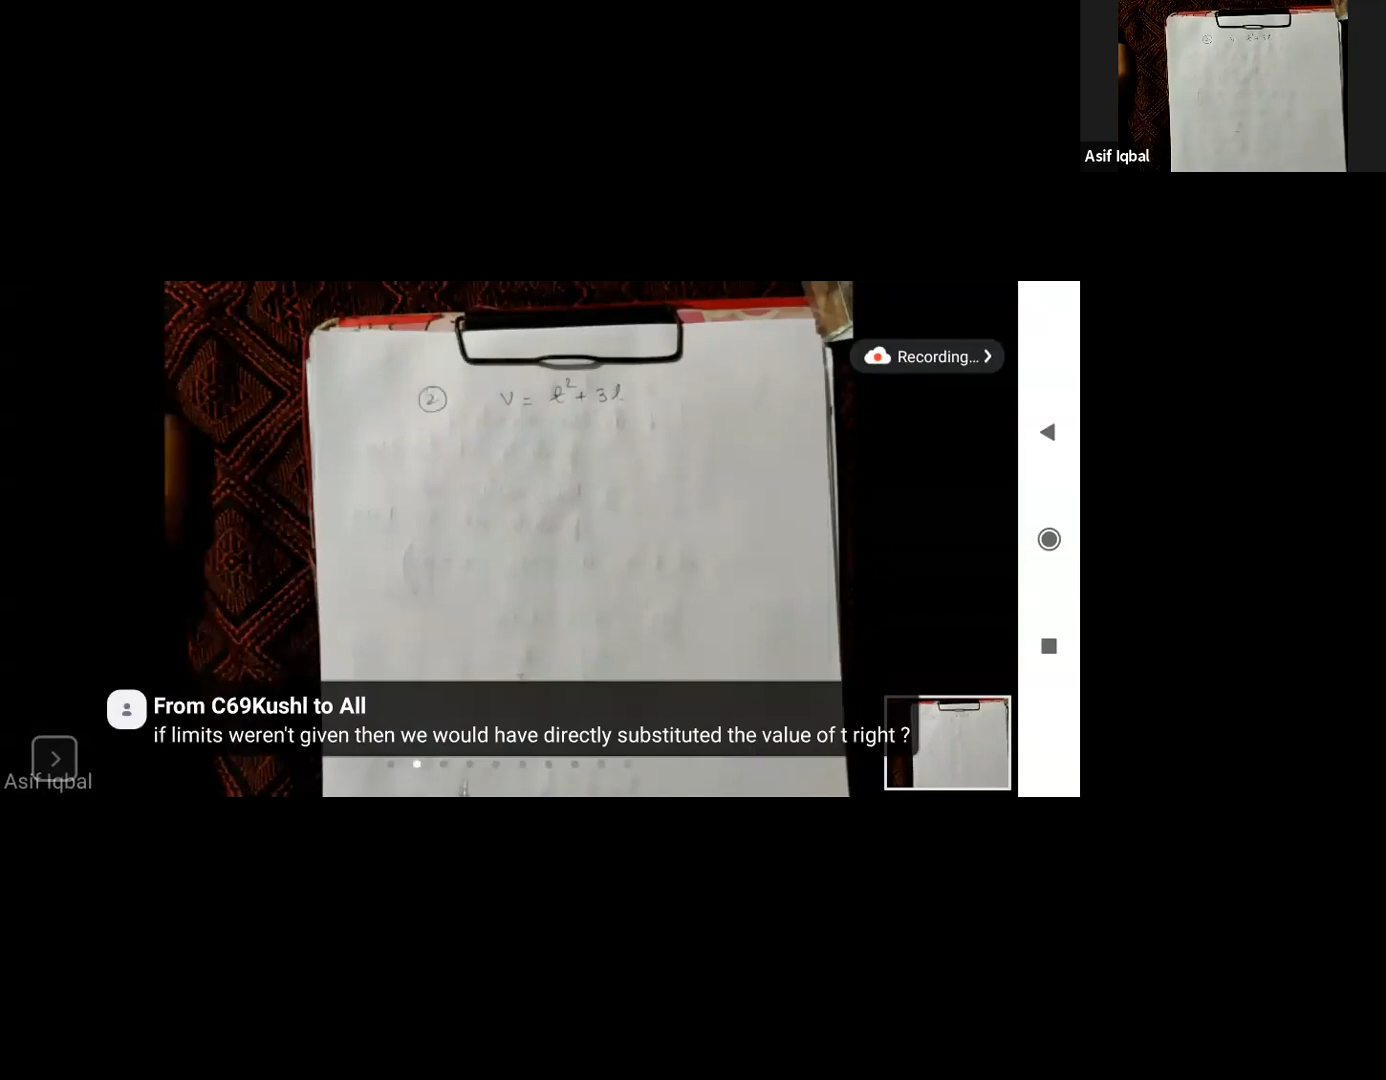 Asif Iqbal
② v = t² + 3t
Recording...
From C69Kushl to All
if limits weren't given then we would have directly substituted the value of t right ?
Asif Iqbal